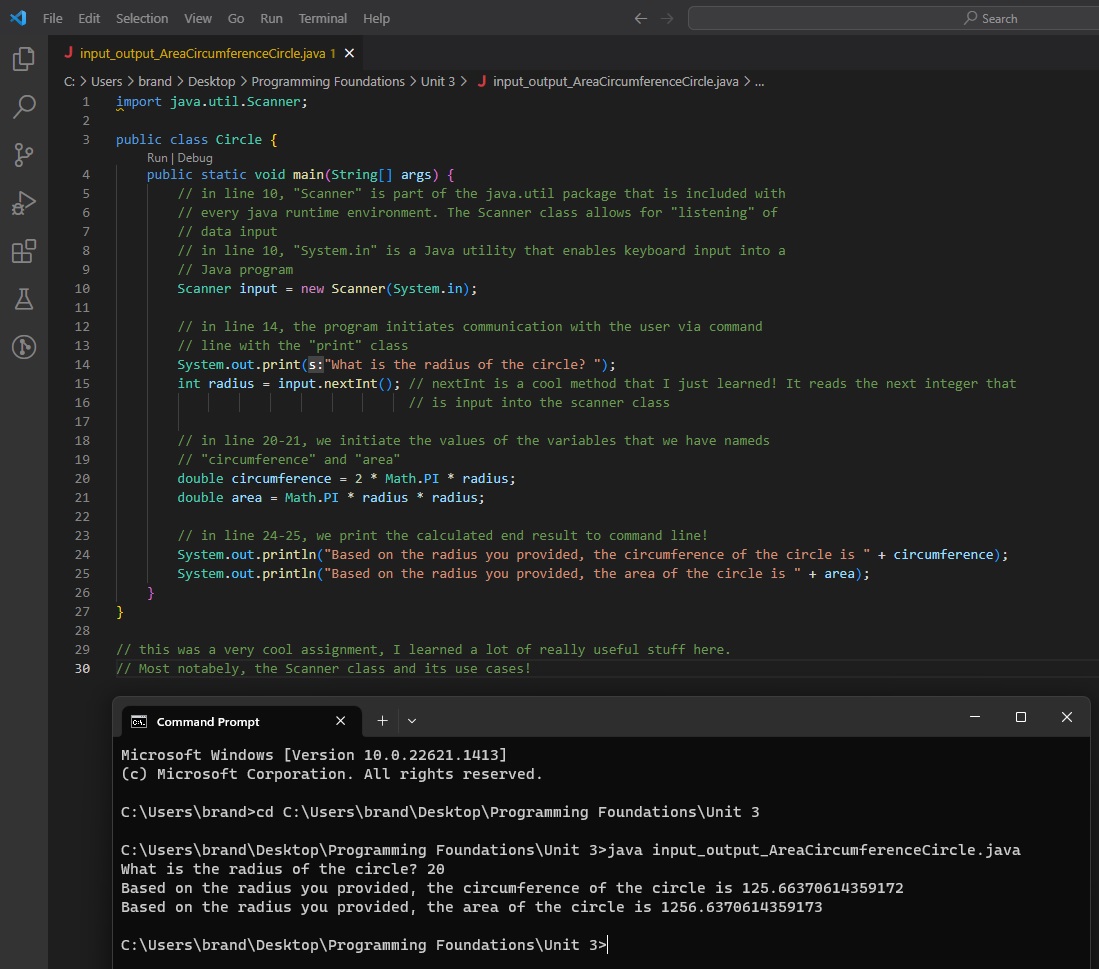 File Edit Selection View Go Run Terminal Help Search
input_output_AreaCircumferenceCircle.java 1
C: > Users > brand > Desktop > Programming Foundations > Unit 3 > input_output_AreaCircumferenceCircle.java > ...
1 import java.util.Scanner;
2
3 public class Circle {
Run | Debug
4 public static void main(String[] args) {
5 // in line 10, "Scanner" is part of the java.util package that is included with
6 // every java runtime environment. The Scanner class allows for "listening" of
7 // data input
8 // in line 10, "System.in" is a Java utility that enables keyboard input into a
9 // Java program
10 Scanner input = new Scanner(System.in);
11
12 // in line 14, the program initiates communication with the user via command
13 // line with the "print" class
14 System.out.print(s:"What is the radius of the circle? ");
15 int radius = input.nextInt(); // nextInt is a cool method that I just learned! It reads the next integer that
16 // is input into the scanner class
17
18 // in line 20-21, we initiate the values of the variables that we have nameds
19 // "circumference" and "area"
20 double circumference = 2 * Math.PI * radius;
21 double area = Math.PI * radius * radius;
22
23 // in line 24-25, we print the calculated end result to command line!
24 System.out.println("Based on the radius you provided, the circumference of the circle is " + circumference);
25 System.out.println("Based on the radius you provided, the area of the circle is " + area);
26 }
27 }
28
29 // this was a very cool assignment, I learned a lot of really useful stuff here.
30 // Most notabely, the Scanner class and its use cases!
Command Prompt
Microsoft Windows [Version 10.0.22621.1413]
(c) Microsoft Corporation. All rights reserved.
C:\Users\brand>cd C:\Users\brand\Desktop\Programming Foundations\Unit 3
C:\Users\brand\Desktop\Programming Foundations\Unit 3>java input_output_AreaCircumferenceCircle.java
What is the radius of the circle? 20
Based on the radius you provided, the circumference of the circle is 125.66370614359172
Based on the radius you provided, the area of the circle is 1256.6370614359173
C:\Users\brand\Desktop\Programming Foundations\Unit 3>